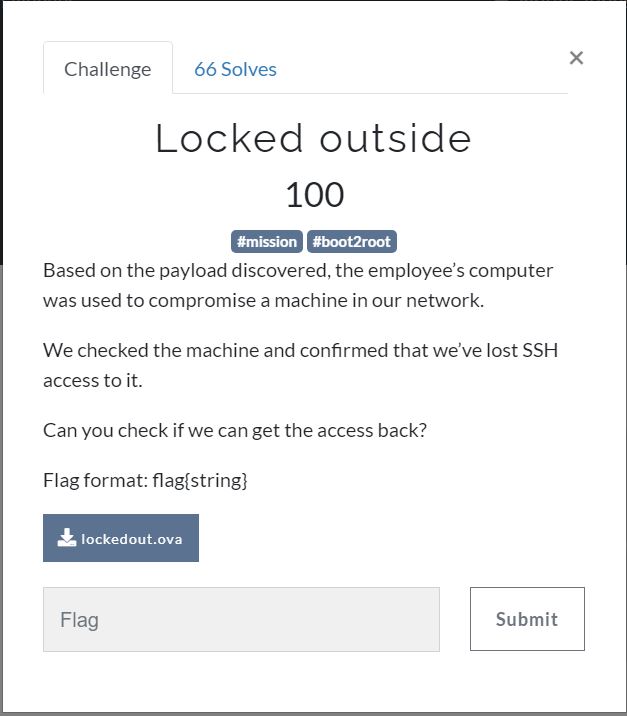 Challenge
66 Solves
×
Locked outside
100
#mission #boot2root
Based on the payload discovered, the employee’s computer
was used to compromise a machine in our network.
We checked the machine and confirmed that we’ve lost SSH
access to it.
Can you check if we can get the access back?
Flag format: flag{string}
lockedout.ova
Flag
Submit